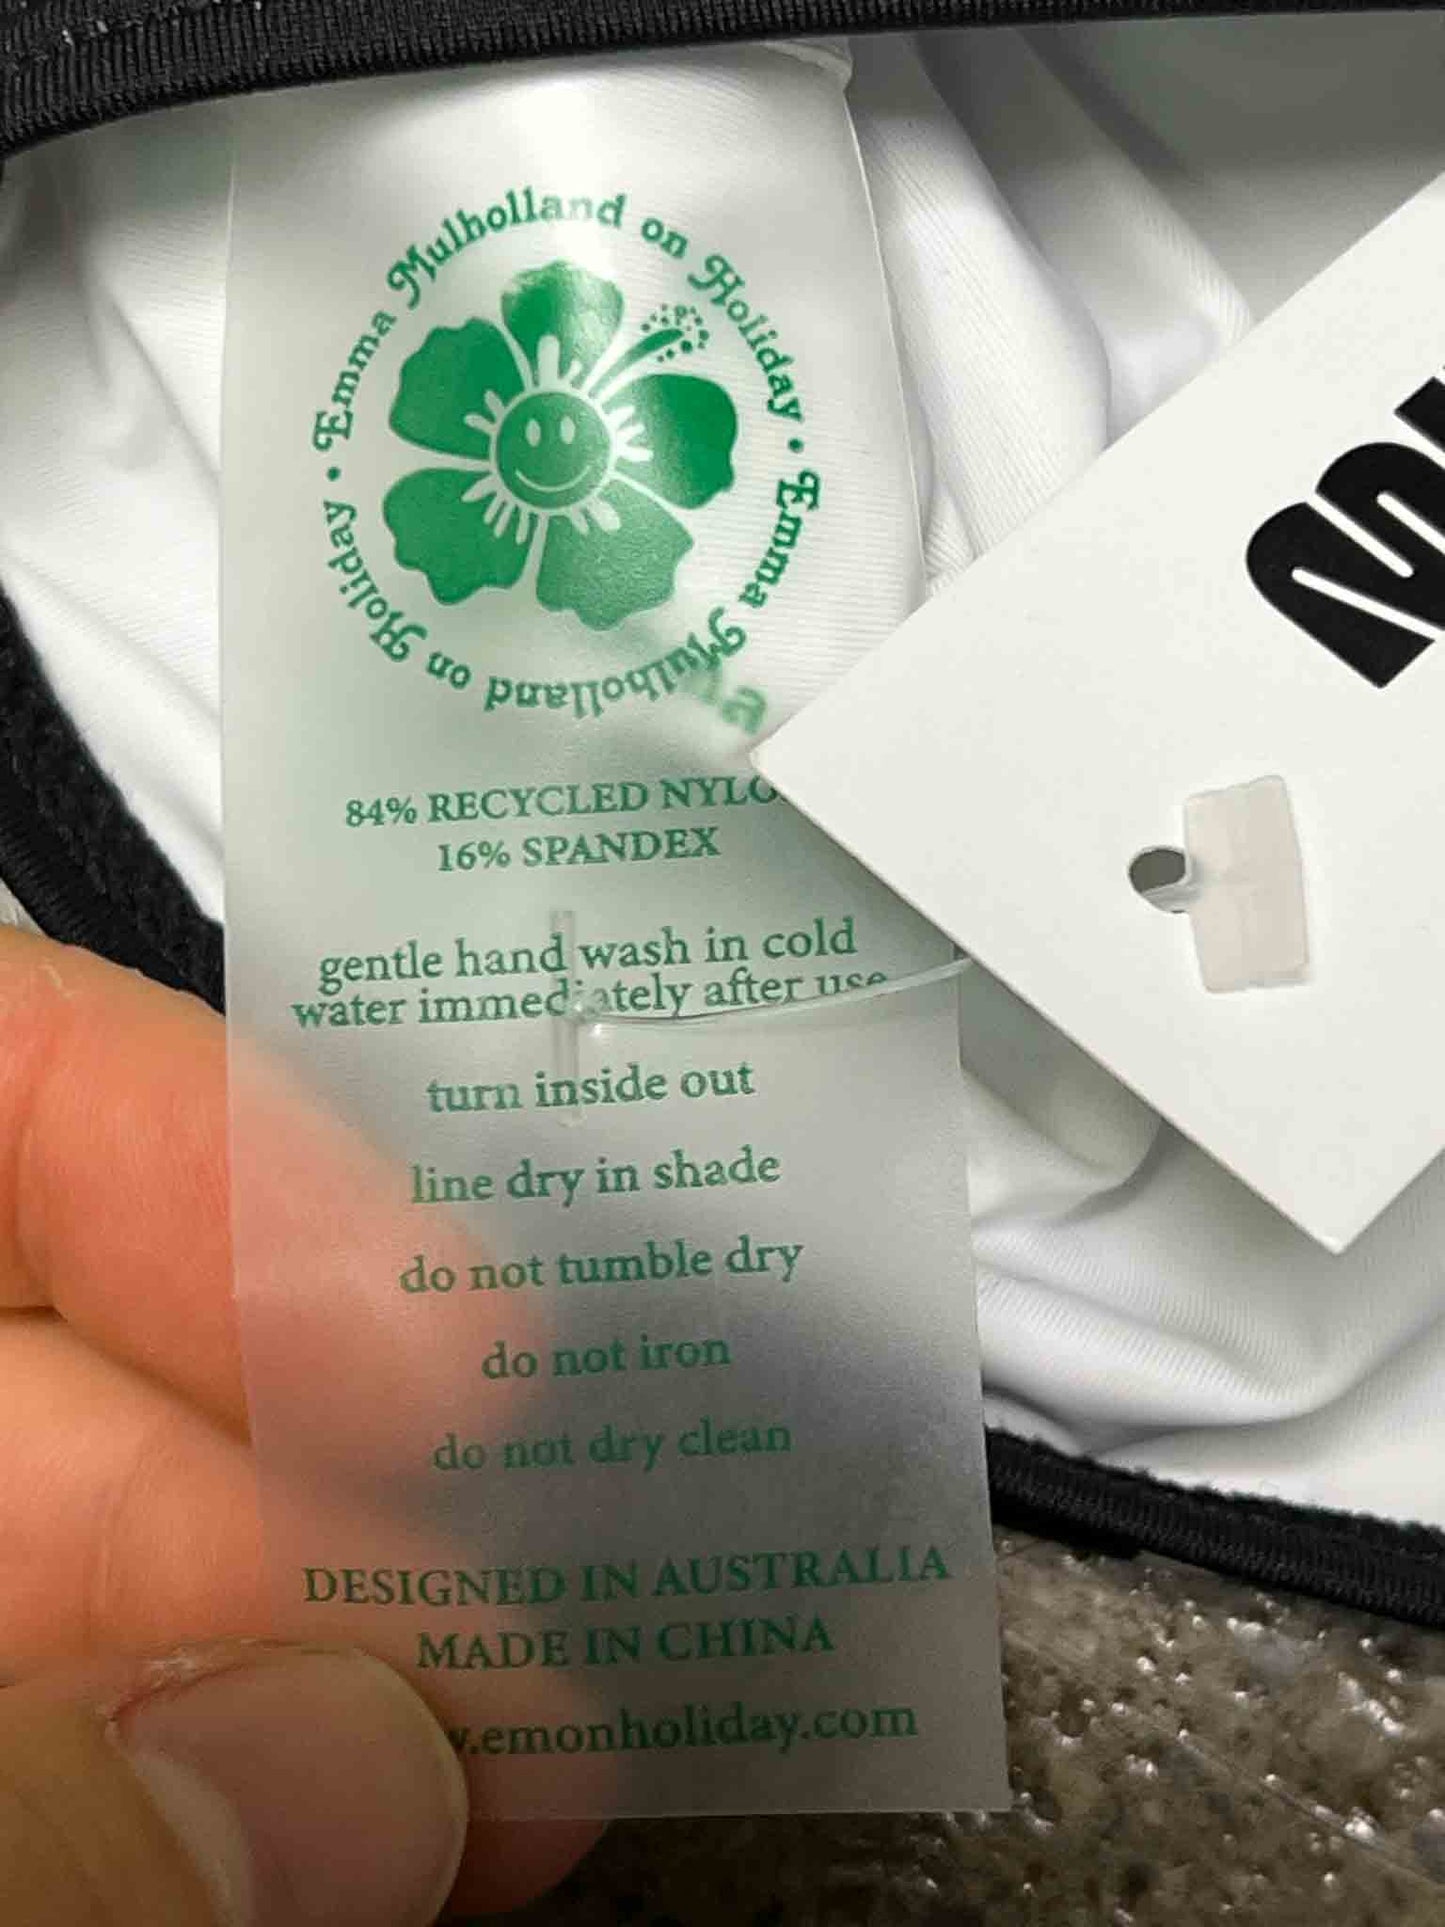 Emma Mulholland on Holiday • Emma Mulholland on Holiday •
84% RECYCLED NYLO
16% SPANDEX
gentle hand wash in cold
water immediately after use
turn inside out
line dry in shade
do not tumble dry
do not iron
do not dry clean
DESIGNED IN AUSTRALIA
MADE IN CHINA
w.emonholiday.com